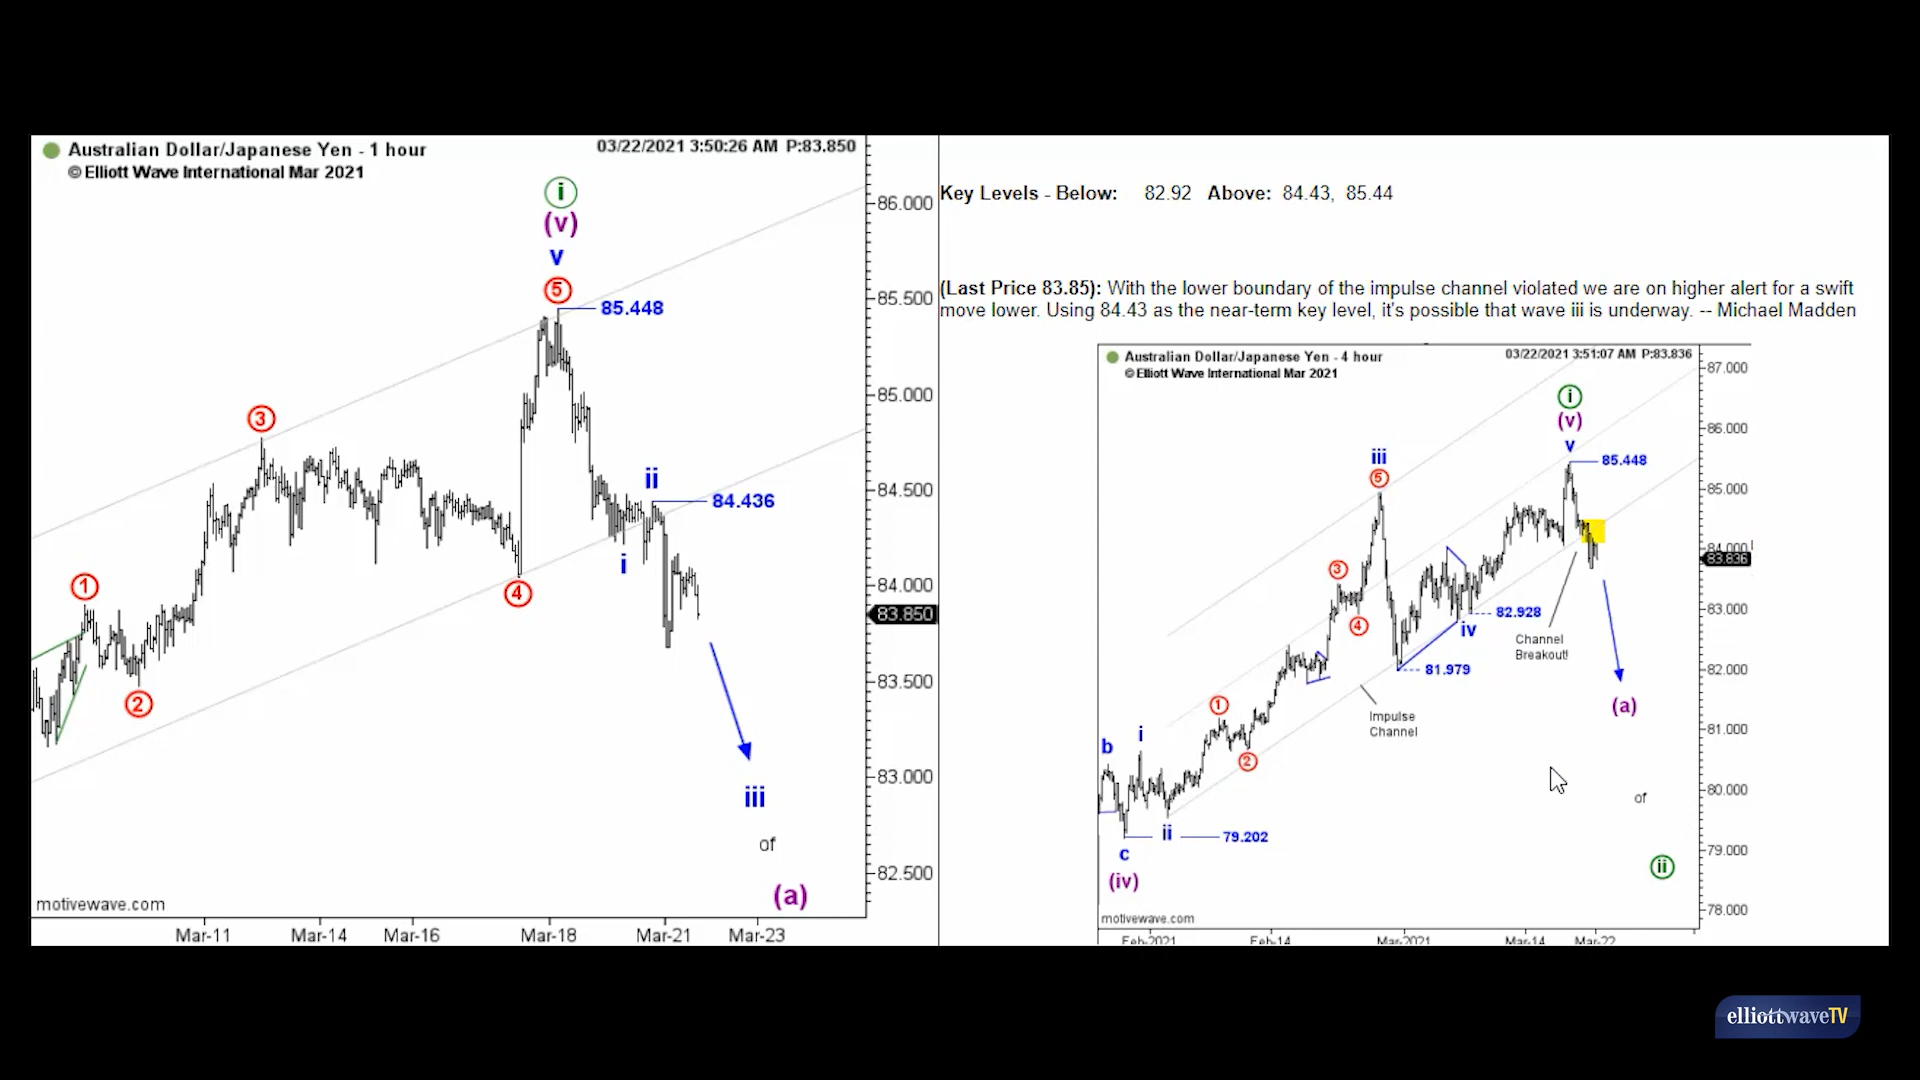 Australian Dollar/Japanese Yen - 1 hour
03/22/2021 3:50:26 AM P:83.850
© Elliott Wave International Mar 2021
i
(v)
v
5
85.448
3
ii
84.436
i
4
1
2
iii
of
(a)
86.000
85.500
85.000
84.500
84.000
83.850
83.500
83.000
82.500
motivewave.com
Mar-11
Mar-14
Mar-16
Mar-18
Mar-21
Mar-23
Key Levels - Below: 82.92 Above: 84.43, 85.44
(Last Price 83.85): With the lower boundary of the impulse channel violated we are on higher alert for a swift
move lower. Using 84.43 as the near-term key level, it's possible that wave iii is underway. -- Michael Madden
Australian Dollar/Japanese Yen - 4 hour
03/22/2021 3:51:07 AM P:83.836
© Elliott Wave International Mar 2021
i
(v)
v
85.448
iii
5
3
4
82.928
iv
Channel
Breakout!
81.979
(a)
1
Impulse
Channel
i
b
2
of
ii
79.202
c
ii
(iv)
87.000
86.000
85.000
84.000
83.836
83.000
82.000
81.000
80.000
79.000
78.000
motivewave.com
Feb-2021
Feb-14
Mar-2021
Mar-14
Mar-22
elliottwaveTV